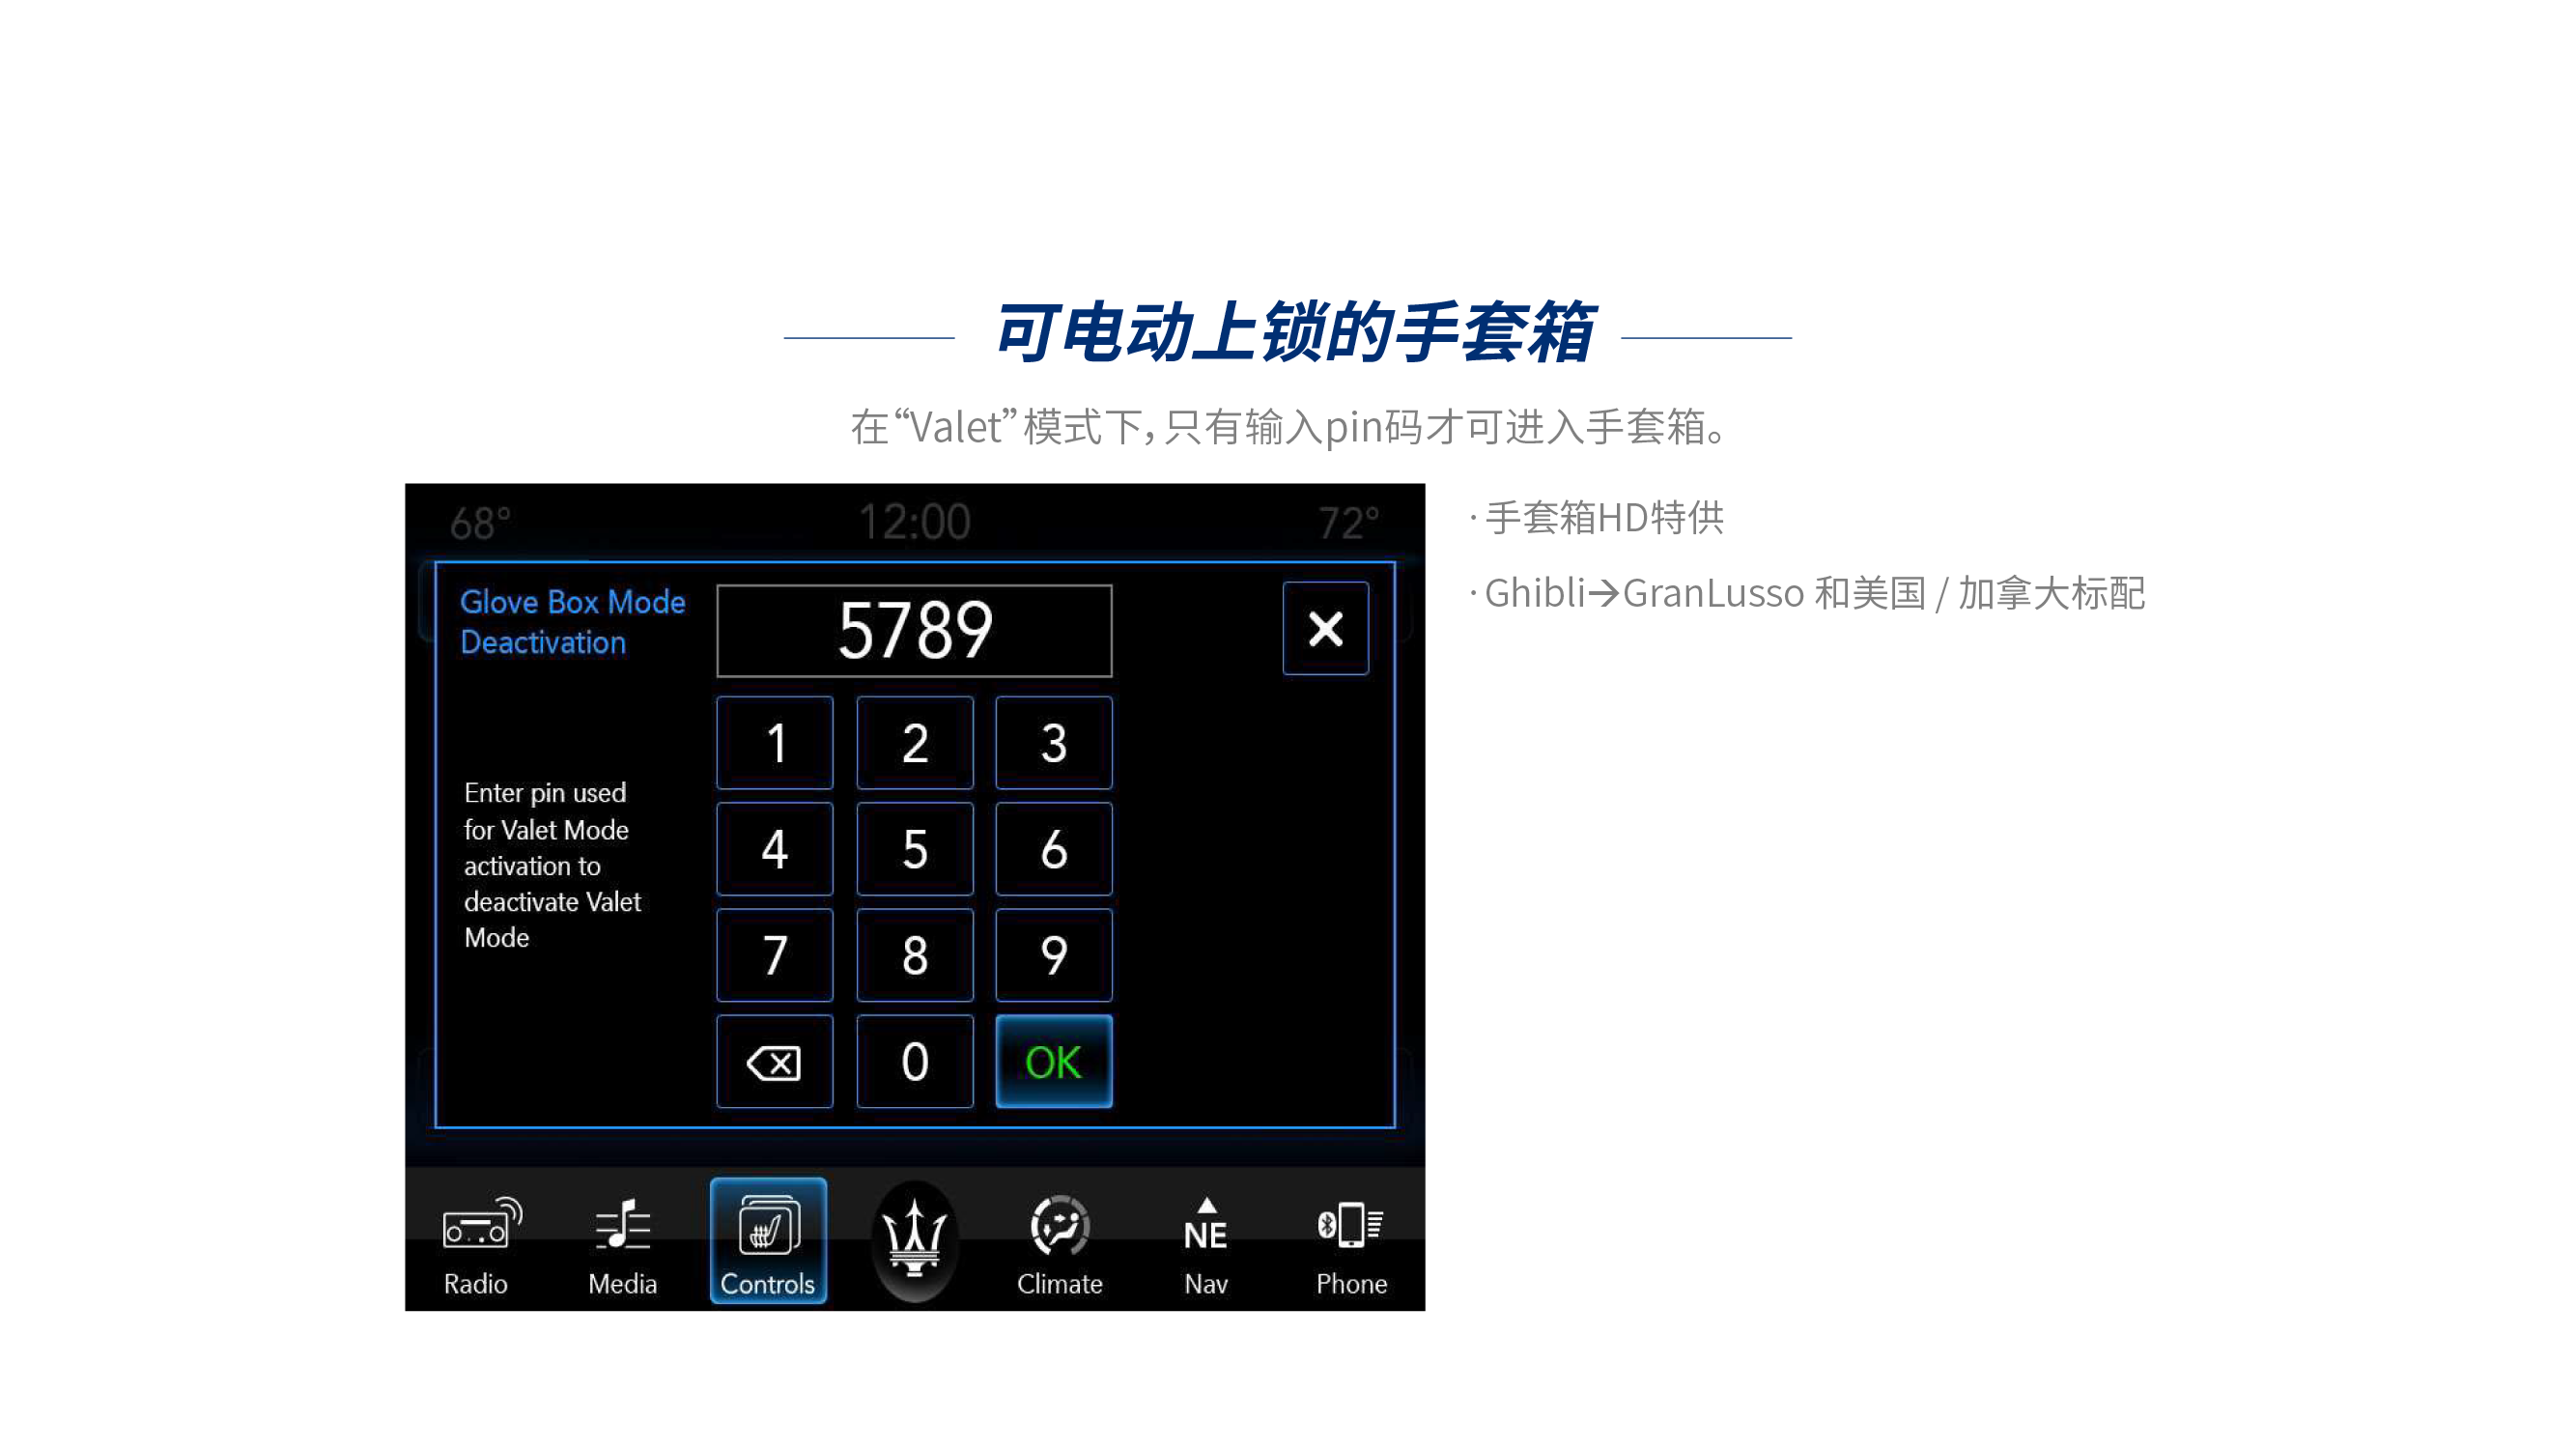 可电动上锁的手套箱
在“Valet”模式下，只有输入pin码才可进入手套箱。
· 手套箱HD特供
· Ghibli→GranLusso 和美国 / 加拿大标配
68° 12:00 72°
Glove Box Mode
Deactivation
5789
Enter pin used
for Valet Mode
activation to
deactivate Valet
Mode
1 2 3
4 5 6
7 8 9
0 OK
NE
Radio Media Controls Climate Nav Phone